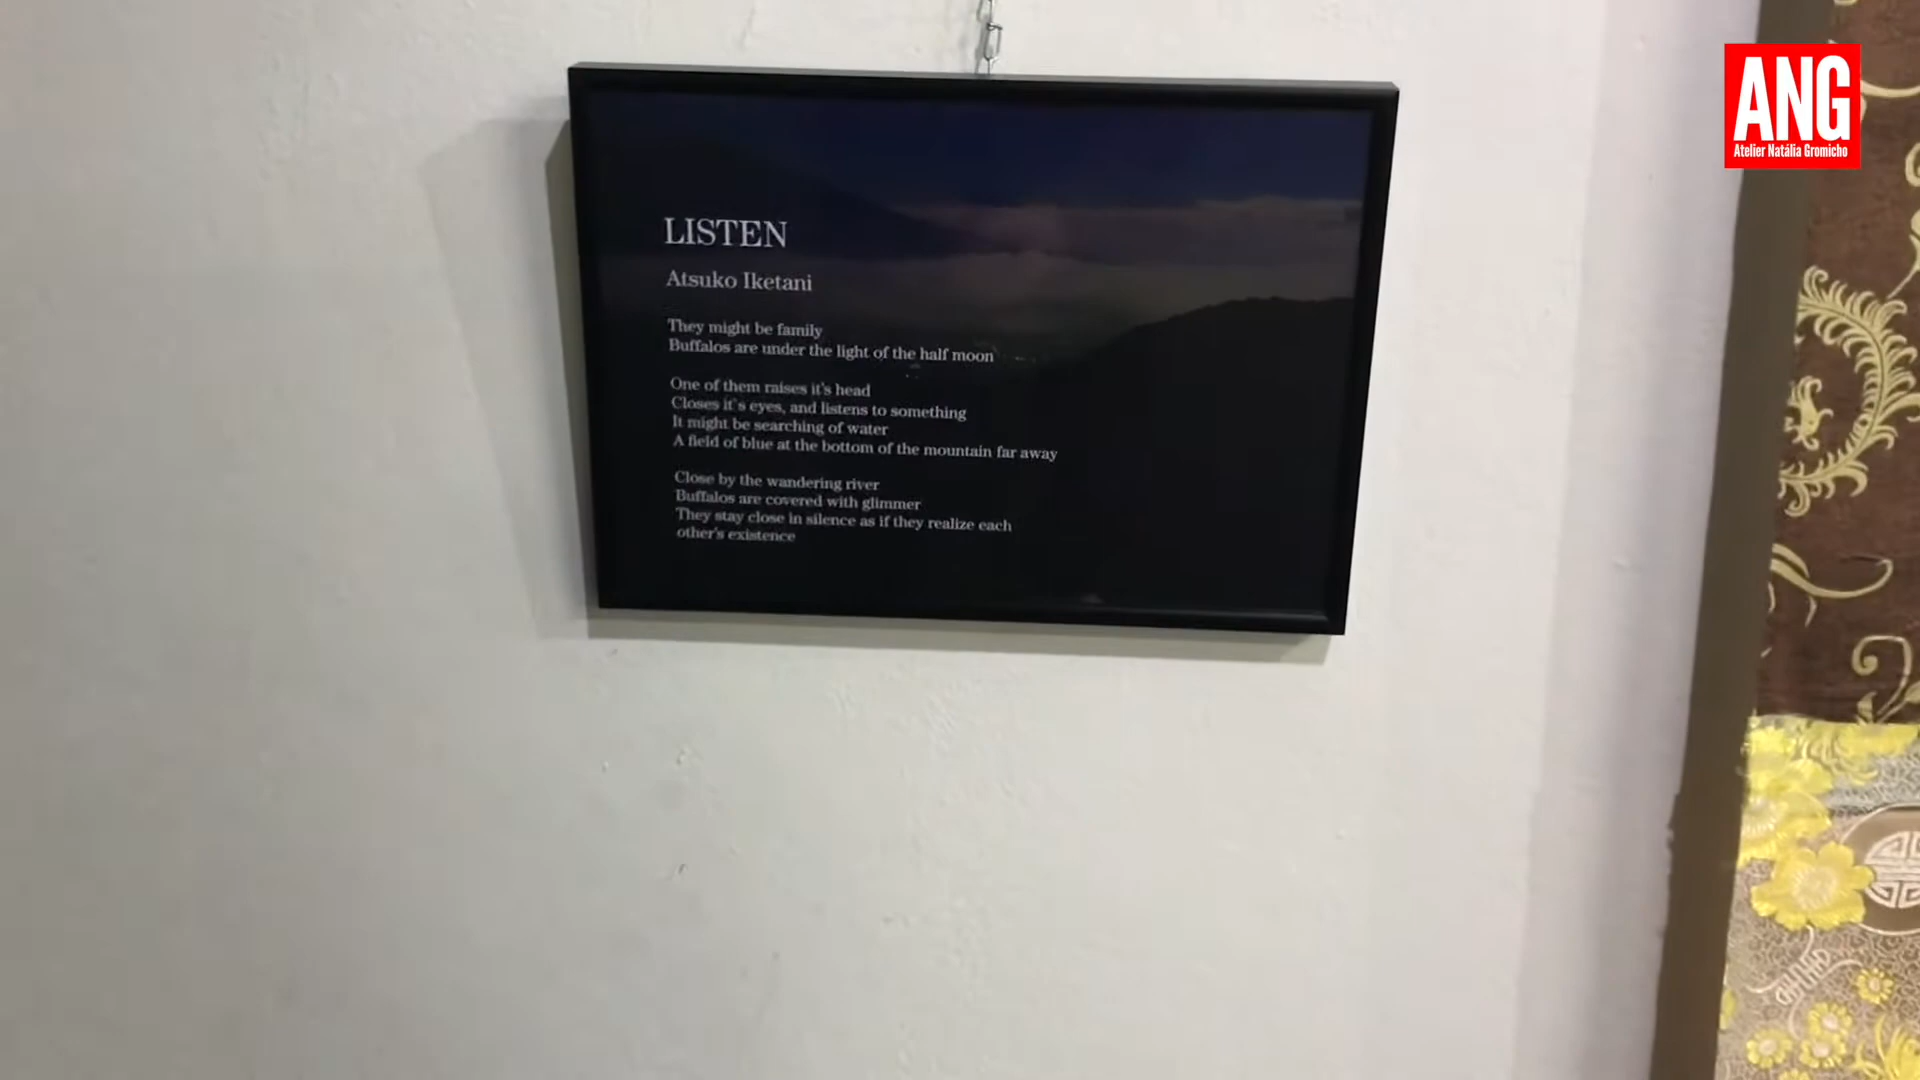 LISTEN
Atsuko Iketani
They might be family
Buffalos are under the light of the half moon
One of them raises it's head
Closes it's eyes, and listens to something
It might be searching of water
A field of blue at the bottom of the mountain far away
Close by the wandering river
Buffalos are covered with glimmer
They stay close in silence as if they realize each
other's existence
ANG
Atelier Natália Gromicho